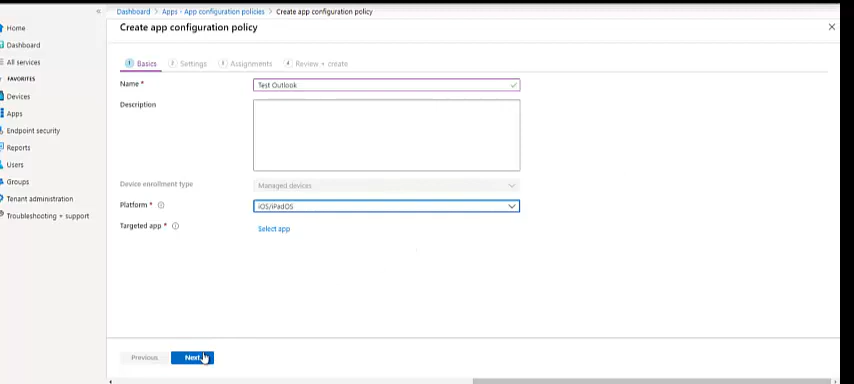 «
Dashboard > Apps - App configuration policies > Create app configuration policy
Create app configuration policy
×
Home
Dashboard
All services
FAVORITES
Devices
Apps
Endpoint security
Reports
Users
Groups
Tenant administration
Troubleshooting + support
1 Basics 2 Settings 3 Assignments 4 Review + create
Name * Test Outlook
Description
Device enrollment type Managed devices
Platform * iOS/iPadOS
Targeted app * Select app
Previous Next